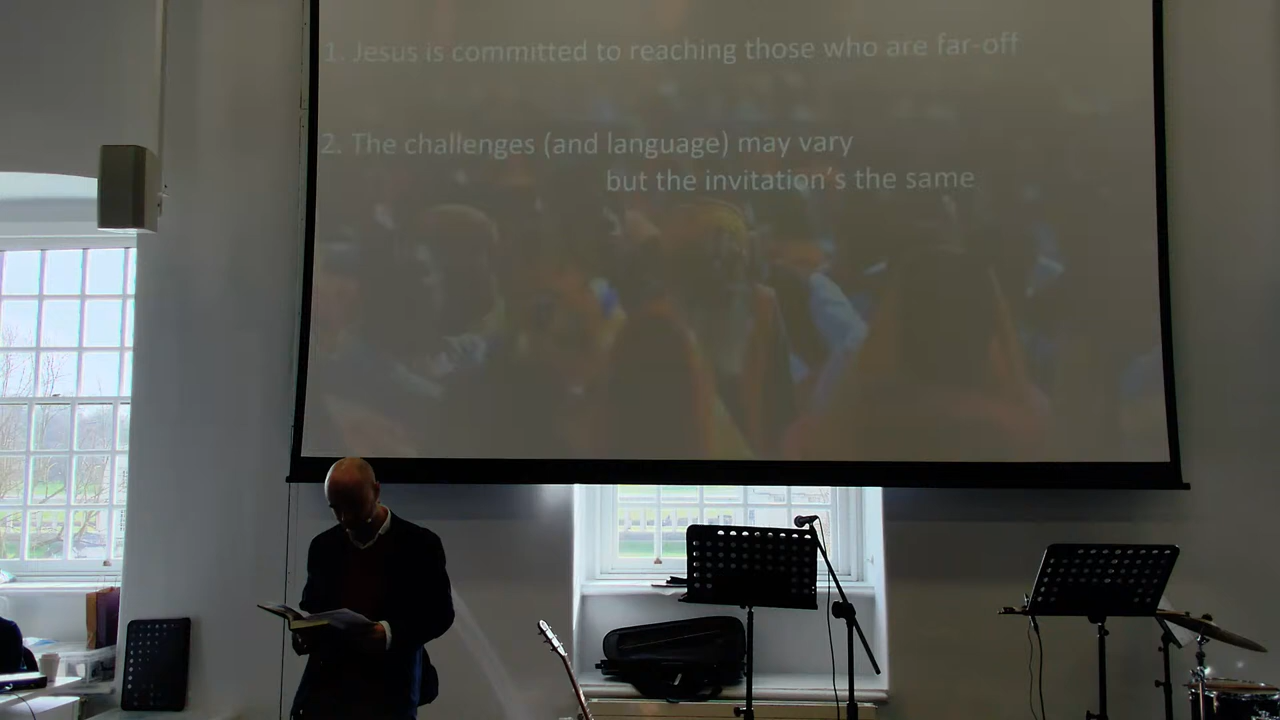 1. Jesus is committed to reaching those who are far-off
2. The challenges (and language) may vary
but the invitation's the same